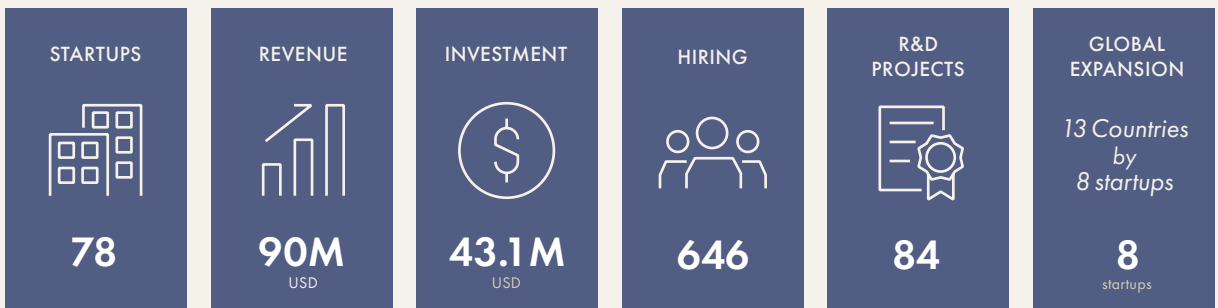 STARTUPS
78
REVENUE
90M
USD
INVESTMENT
$
43.1M
USD
HIRING
646
R&D
PROJECTS
84
GLOBAL
EXPANSION
13 Countries
by
8 startups
8
startups